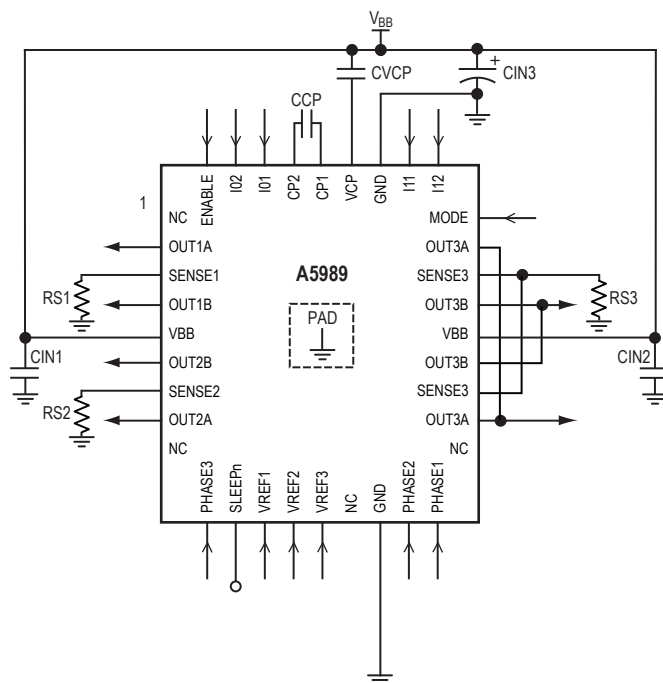 VBB
CVCP
CIN3
+
CCP
ENABLE
I02
I01
CP2
CP1
VCP
GND
I11
I12
1
NC
MODE
OUT1A
OUT3A
SENSE1
A5989
SENSE3
RS1
OUT1B
PAD
OUT3B
RS3
VBB
VBB
CIN1
OUT2B
OUT3B
CIN2
SENSE2
SENSE3
RS2
OUT2A
OUT3A
NC
NC
PHASE3
SLEEPn
VREF1
VREF2
VREF3
NC
GND
PHASE2
PHASE1